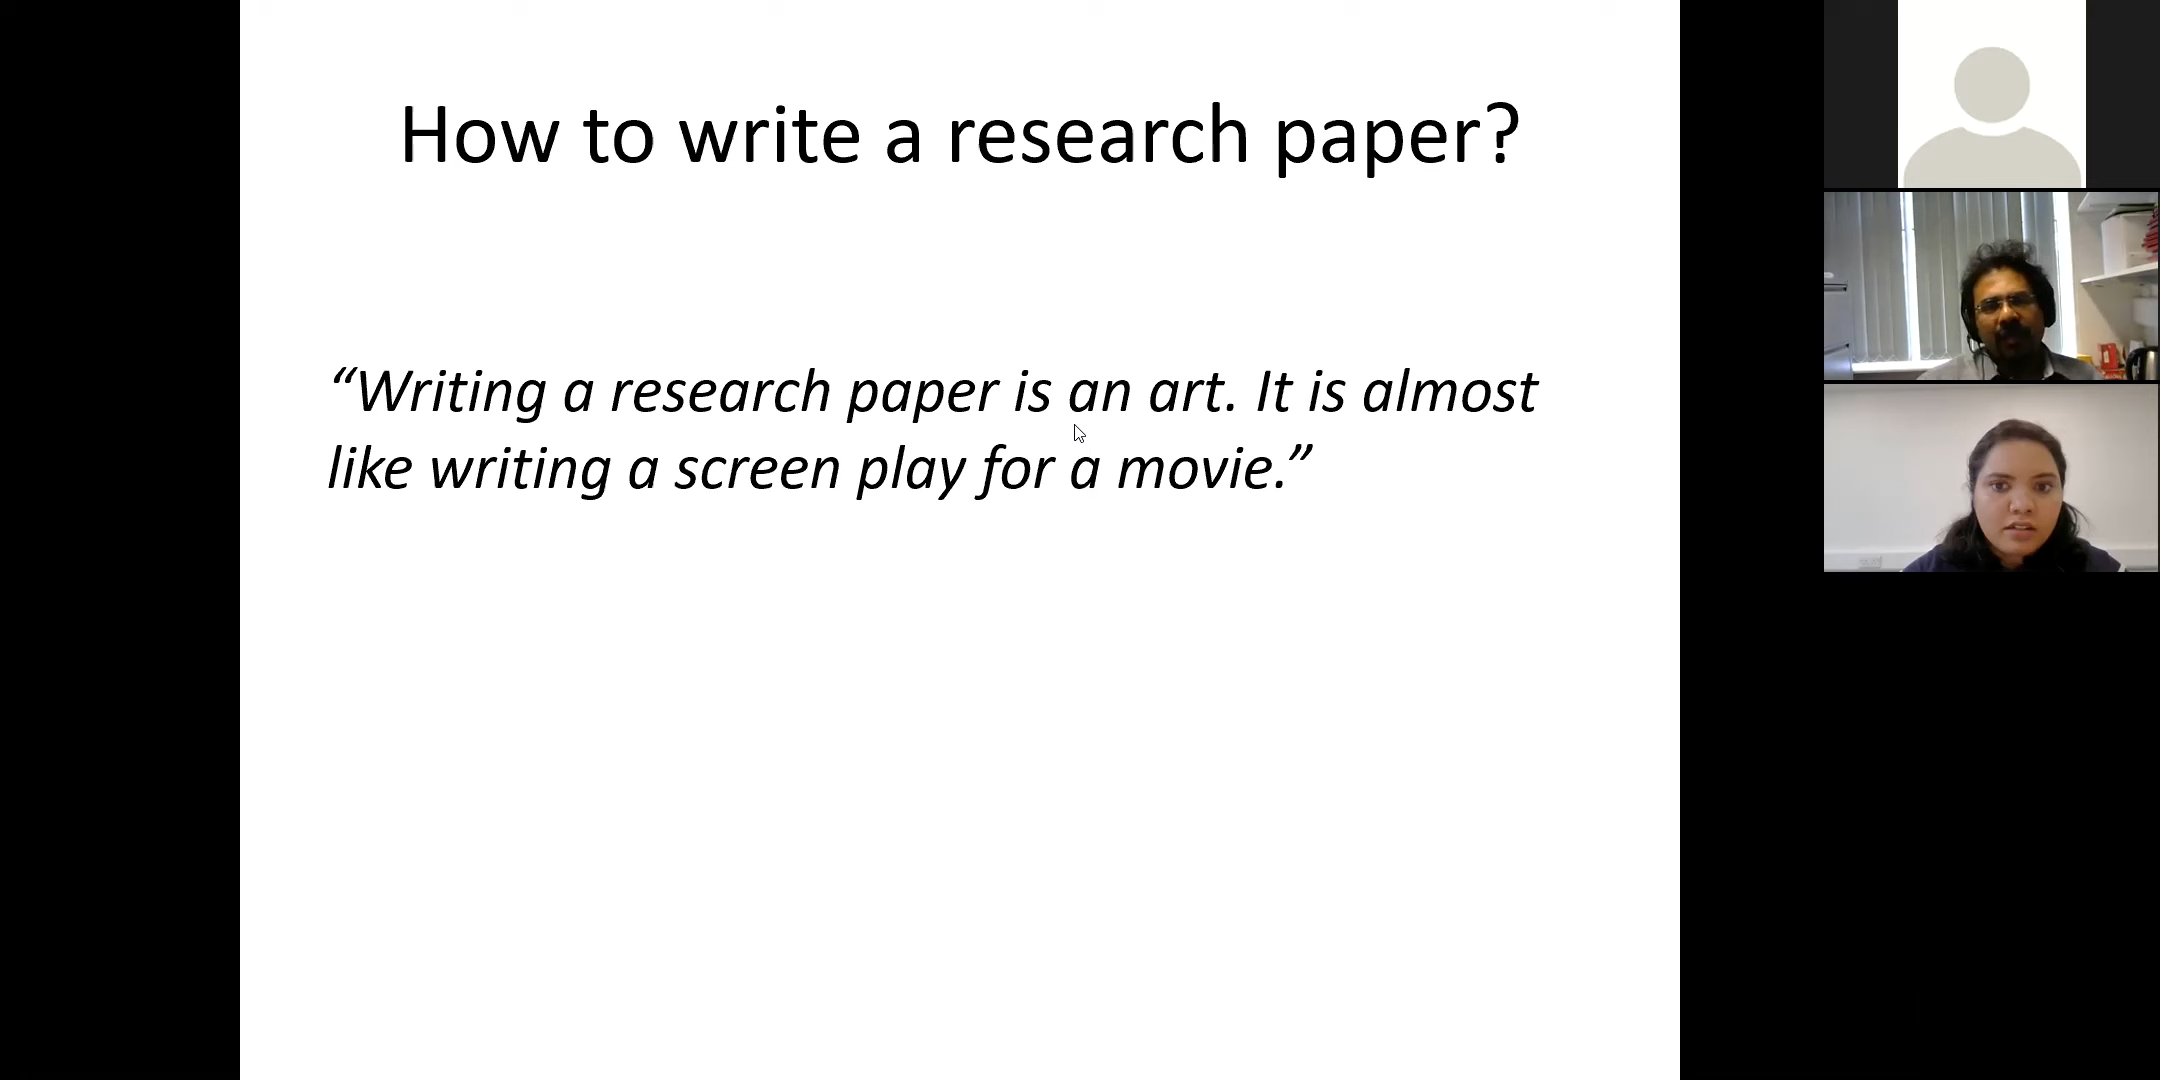 How to write a research paper?
“Writing a research paper is an art. It is almost
like writing a screen play for a movie.”